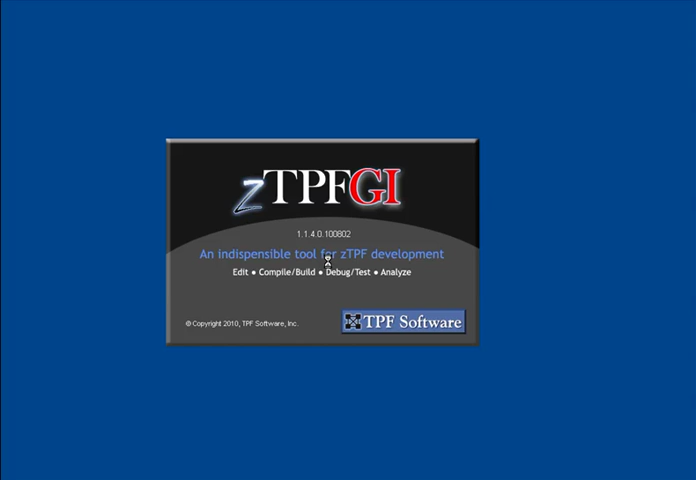 zTPFGI
1.1.4.0.100802
An indispensible tool for zTPF development
Edit ● Compile/Build ● Debug/Test ● Analyze
© Copyright 2010, TPF Software, Inc.
TPF Software